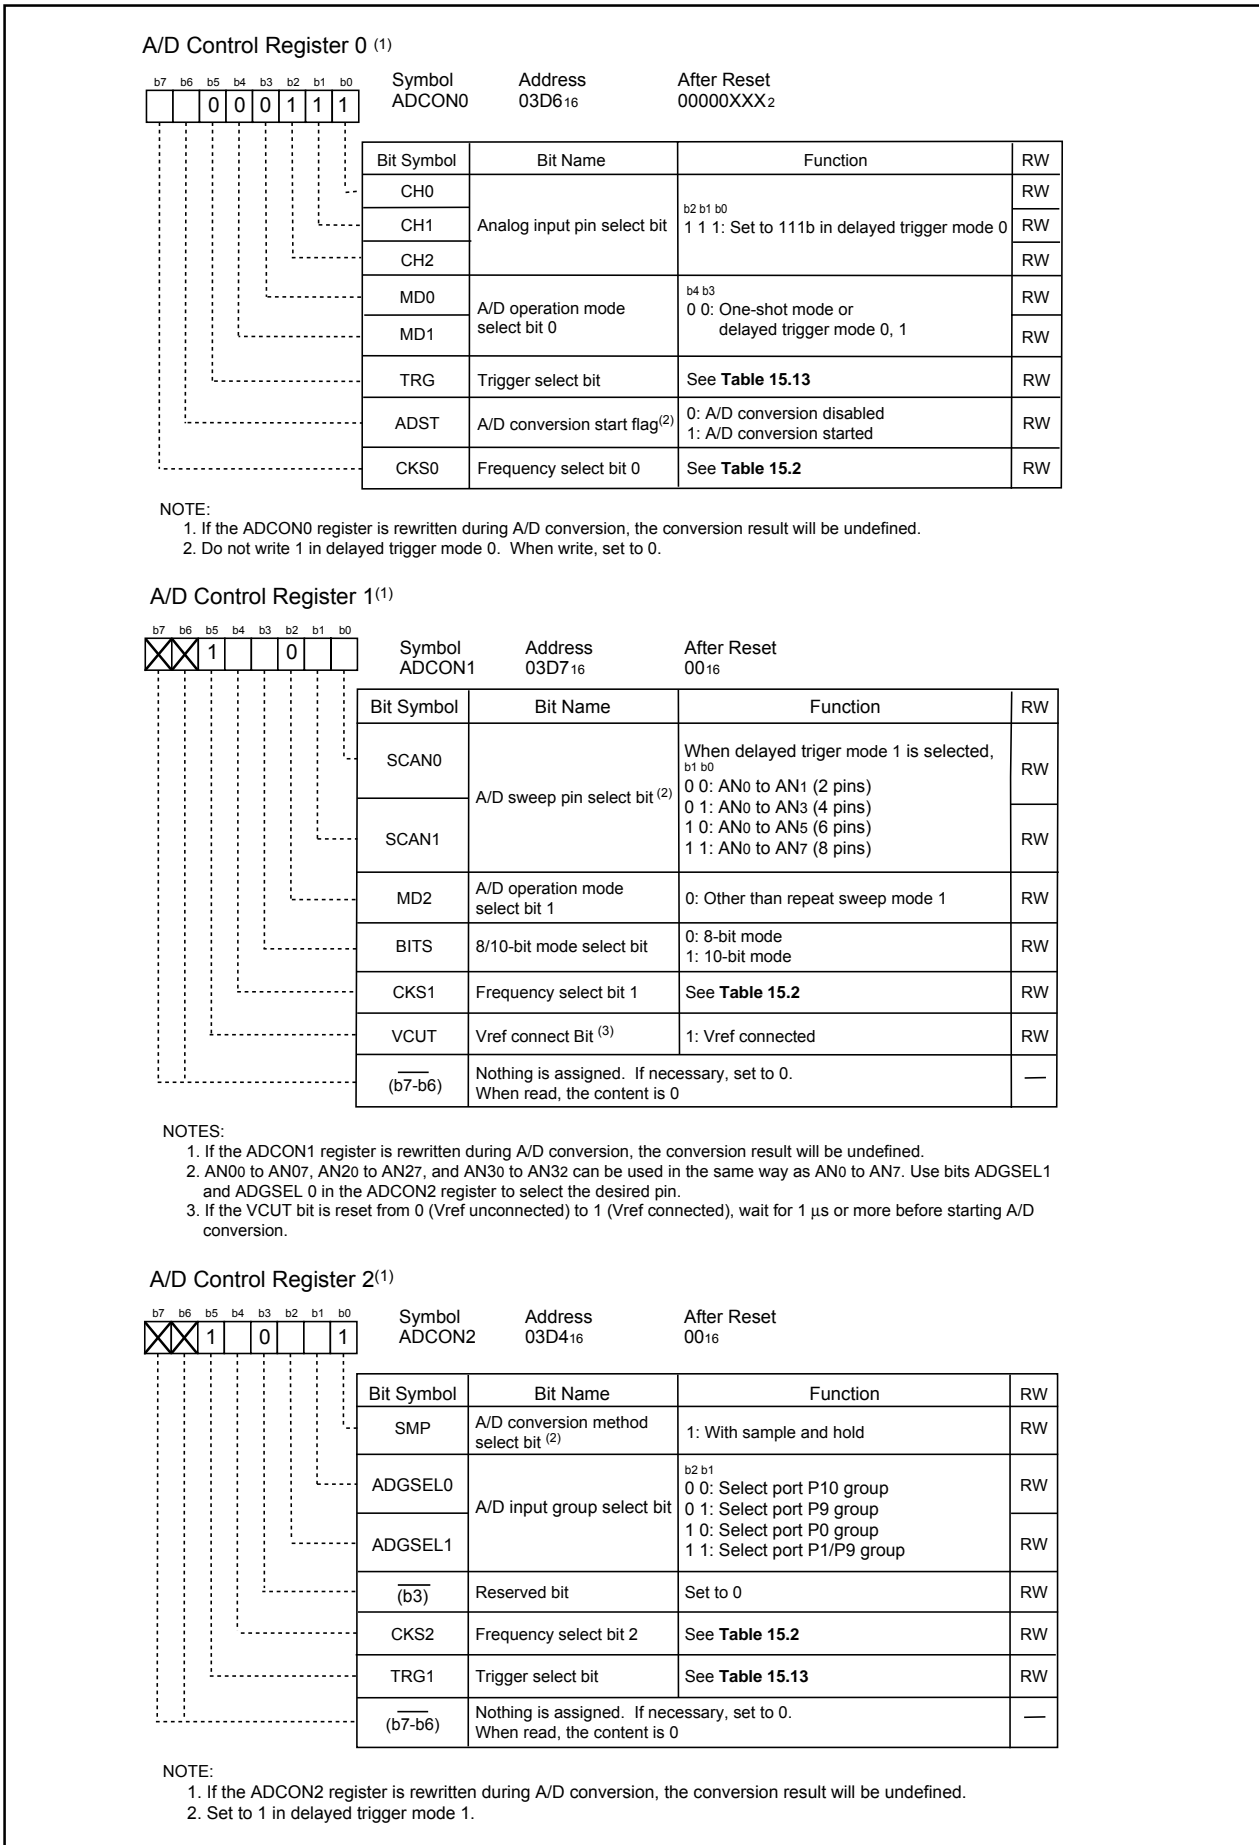 A/D Control Register 0 (1)
b7 b6 b5 b4 b3 b2 b1 b0
0 0 0 1 1 1
Symbol Address After Reset
ADCON0 03D616 00000XXX2
Bit Symbol Bit Name Function RW
CH0 RW
CH1 Analog input pin select bit b2 b1 b0
1 1 1: Set to 111b in delayed trigger mode 0 RW
CH2 RW
MD0 A/D operation mode
select bit 0 b4 b3
0 0: One-shot mode or
delayed trigger mode 0, 1 RW
MD1 RW
TRG Trigger select bit See Table 15.13 RW
ADST A/D conversion start flag(2) 0: A/D conversion disabled
1: A/D conversion started RW
CKS0 Frequency select bit 0 See Table 15.2 RW
NOTE:
1. If the ADCON0 register is rewritten during A/D conversion, the conversion result will be undefined.
2. Do not write 1 in delayed trigger mode 0. When write, set to 0.
A/D Control Register 1(1)
b7 b6 b5 b4 b3 b2 b1 b0
1 0
Symbol Address After Reset
ADCON1 03D716 0016
Bit Symbol Bit Name Function RW
SCAN0 A/D sweep pin select bit (2) When delayed triger mode 1 is selected,
b1 b0
0 0: AN0 to AN1 (2 pins)
0 1: AN0 to AN3 (4 pins)
1 0: AN0 to AN5 (6 pins)
1 1: AN0 to AN7 (8 pins) RW
SCAN1 RW
MD2 A/D operation mode
select bit 1 0: Other than repeat sweep mode 1 RW
BITS 8/10-bit mode select bit 0: 8-bit mode
1: 10-bit mode RW
CKS1 Frequency select bit 1 See Table 15.2 RW
VCUT Vref connect Bit (3) 1: Vref connected RW
(b7-b6) Nothing is assigned. If necessary, set to 0.
When read, the content is 0 —
NOTES:
1. If the ADCON1 register is rewritten during A/D conversion, the conversion result will be undefined.
2. AN00 to AN07, AN20 to AN27, and AN30 to AN32 can be used in the same way as AN0 to AN7. Use bits ADGSEL1
and ADGSEL 0 in the ADCON2 register to select the desired pin.
3. If the VCUT bit is reset from 0 (Vref unconnected) to 1 (Vref connected), wait for 1 μs or more before starting A/D
conversion.
A/D Control Register 2(1)
b7 b6 b5 b4 b3 b2 b1 b0
1 0 1
Symbol Address After Reset
ADCON2 03D416 0016
Bit Symbol Bit Name Function RW
SMP A/D conversion method
select bit (2) 1: With sample and hold RW
ADGSEL0 A/D input group select bit b2 b1
0 0: Select port P10 group
0 1: Select port P9 group
1 0: Select port P0 group
1 1: Select port P1/P9 group RW
ADGSEL1 RW
(b3) Reserved bit Set to 0 RW
CKS2 Frequency select bit 2 See Table 15.2 RW
TRG1 Trigger select bit See Table 15.13 RW
(b7-b6) Nothing is assigned. If necessary, set to 0.
When read, the content is 0 —
NOTE:
1. If the ADCON2 register is rewritten during A/D conversion, the conversion result will be undefined.
2. Set to 1 in delayed trigger mode 1.